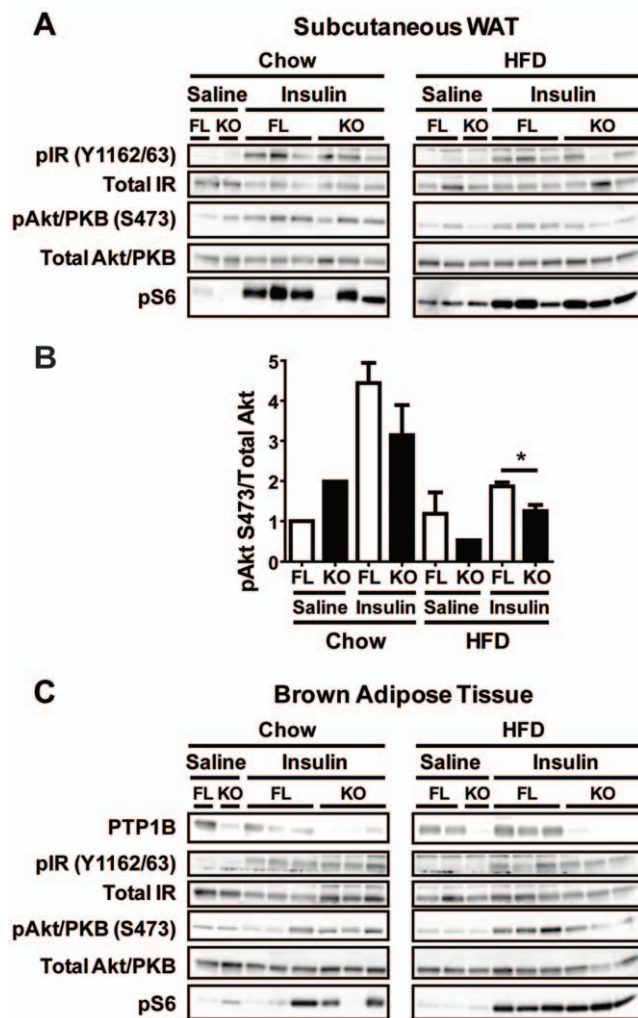 A Subcutaneous WAT
Chow HFD
Saline Insulin Saline Insulin
FL KO FL KO FL KO FL KO
pIR (Y1162/63)
Total IR
pAkt/PKB (S473)
Total Akt/PKB
pS6
B
pAkt S473/Total Akt
5
4
3
2
1
0
FL KO FL KO FL KO FL KO
*
Saline Insulin Saline Insulin
Chow HFD
C Brown Adipose Tissue
Chow HFD
Saline Insulin Saline Insulin
FL KO FL KO FL KO FL KO
PTP1B
pIR (Y1162/63)
Total IR
pAkt/PKB (S473)
Total Akt/PKB
pS6